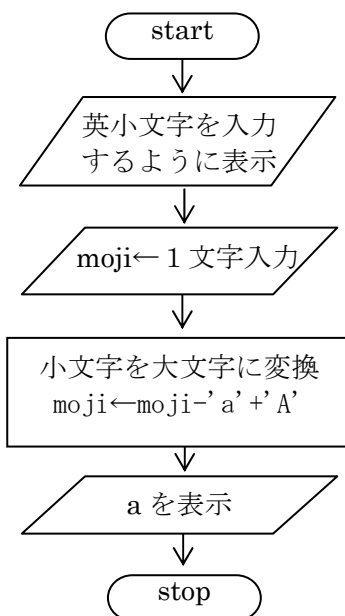 start
英小文字を入力
するように表示
moji←１文字入力
小文字を大文字に変換
moji←moji-'a'+'A'
a を表示
stop